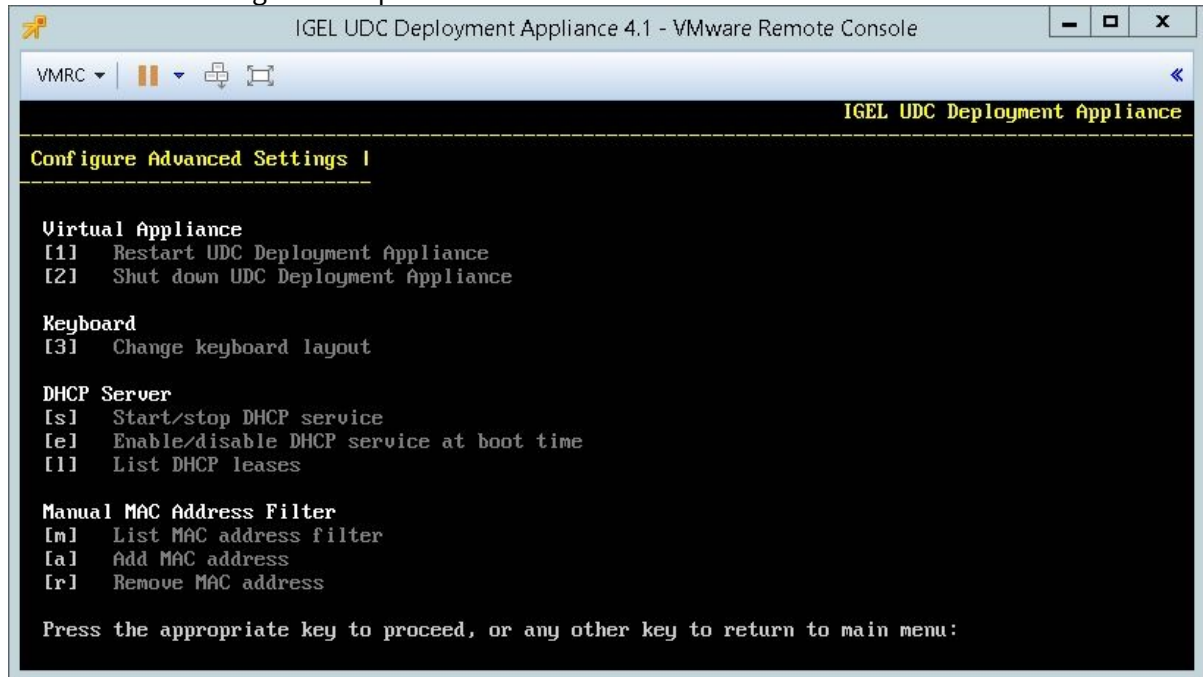 IGEL UDC Deployment Appliance 4.1 - VMware Remote Console
VMRC
IGEL UDC Deployment Appliance
Configure Advanced Settings |
Virtual Appliance
[1] Restart UDC Deployment Appliance
[2] Shut down UDC Deployment Appliance
Keyboard
[3] Change keyboard layout
DHCP Server
[s] Start/stop DHCP service
[e] Enable/disable DHCP service at boot time
[l] List DHCP leases
Manual MAC Address Filter
[m] List MAC address filter
[a] Add MAC address
[r] Remove MAC address
Press the appropriate key to proceed, or any other key to return to main menu: